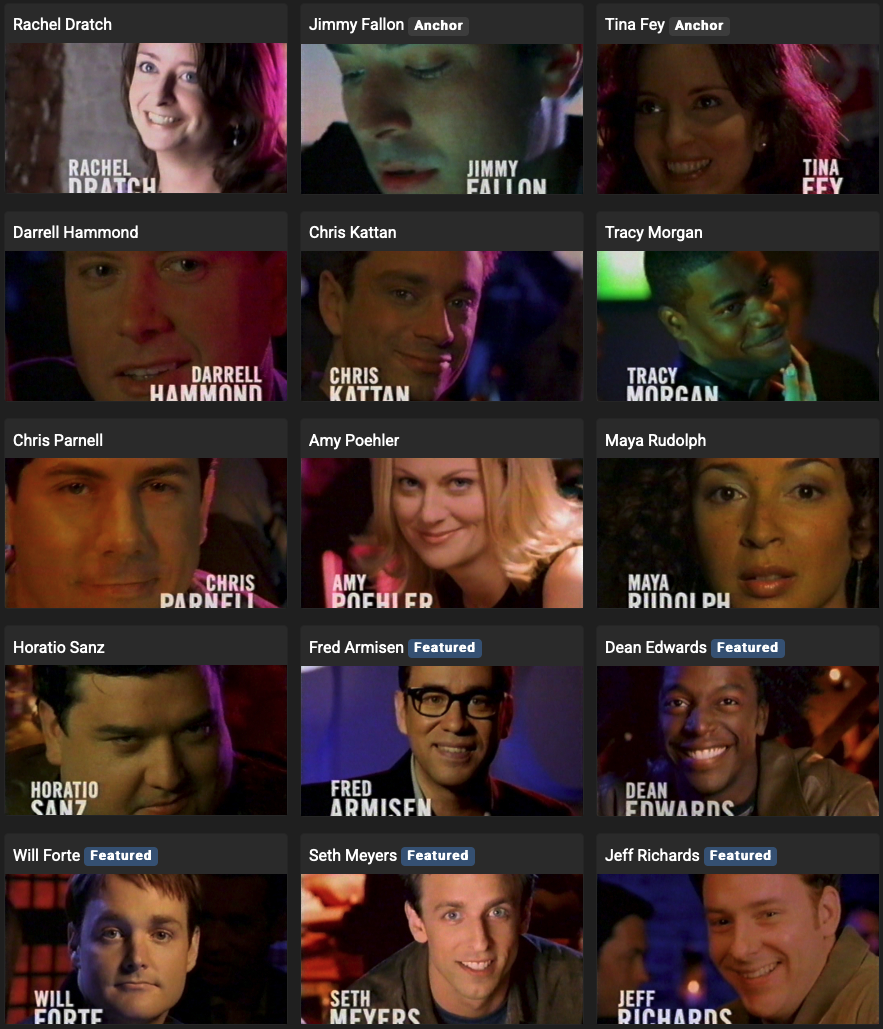 Rachel Dratch
Jimmy Fallon Anchor
Tina Fey Anchor
RACHEL
DRATCH
JIMMY
FALLON
TINA
FEY
Darrell Hammond
Chris Kattan
Tracy Morgan
DARRELL
HAMMOND
CHRIS
KATTAN
TRACY
MORGAN
Chris Parnell
Amy Poehler
Maya Rudolph
CHRIS
PARNELL
AMY
POEHLER
MAYA
RUDOLPH
Horatio Sanz
Fred Armisen Featured
Dean Edwards Featured
HORATIO
SANZ
FRED
ARMISEN
DEAN
EDWARDS
Will Forte Featured
Seth Meyers Featured
Jeff Richards Featured
WILL
FORTE
SETH
MEYERS
JEFF
RICHARDS